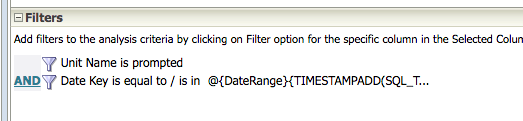 Filters
Add filters to the analysis criteria by clicking on Filter option for the specific column in the Selected Colun
Unit Name is prompted
AND Date Key is equal to / is in @{DateRange}{TIMESTAMPADD(SQL_T...